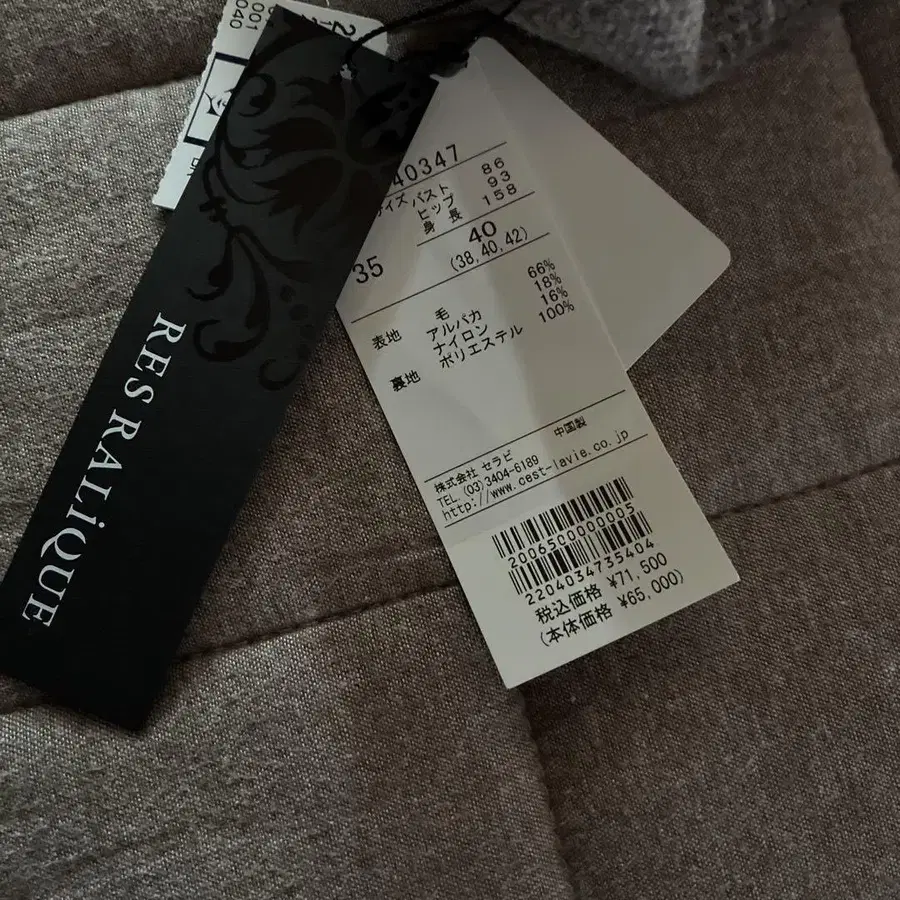 RES RALiQUE
001
040
40347
サイズ バスト 86
ヒップ 93
身長 158
35
40
(38,40,42)
表地 毛 66%
アルパカ 18%
ナイロン 16%
裏地 ポリエステル 100%
中国製
株式会社 セラビ
TEL. (03)3404-6189
http://www.cest-lavie.co.jp
2006500000005
2204034735404
税込価格 ¥71,500
(本体価格 ¥65,000)